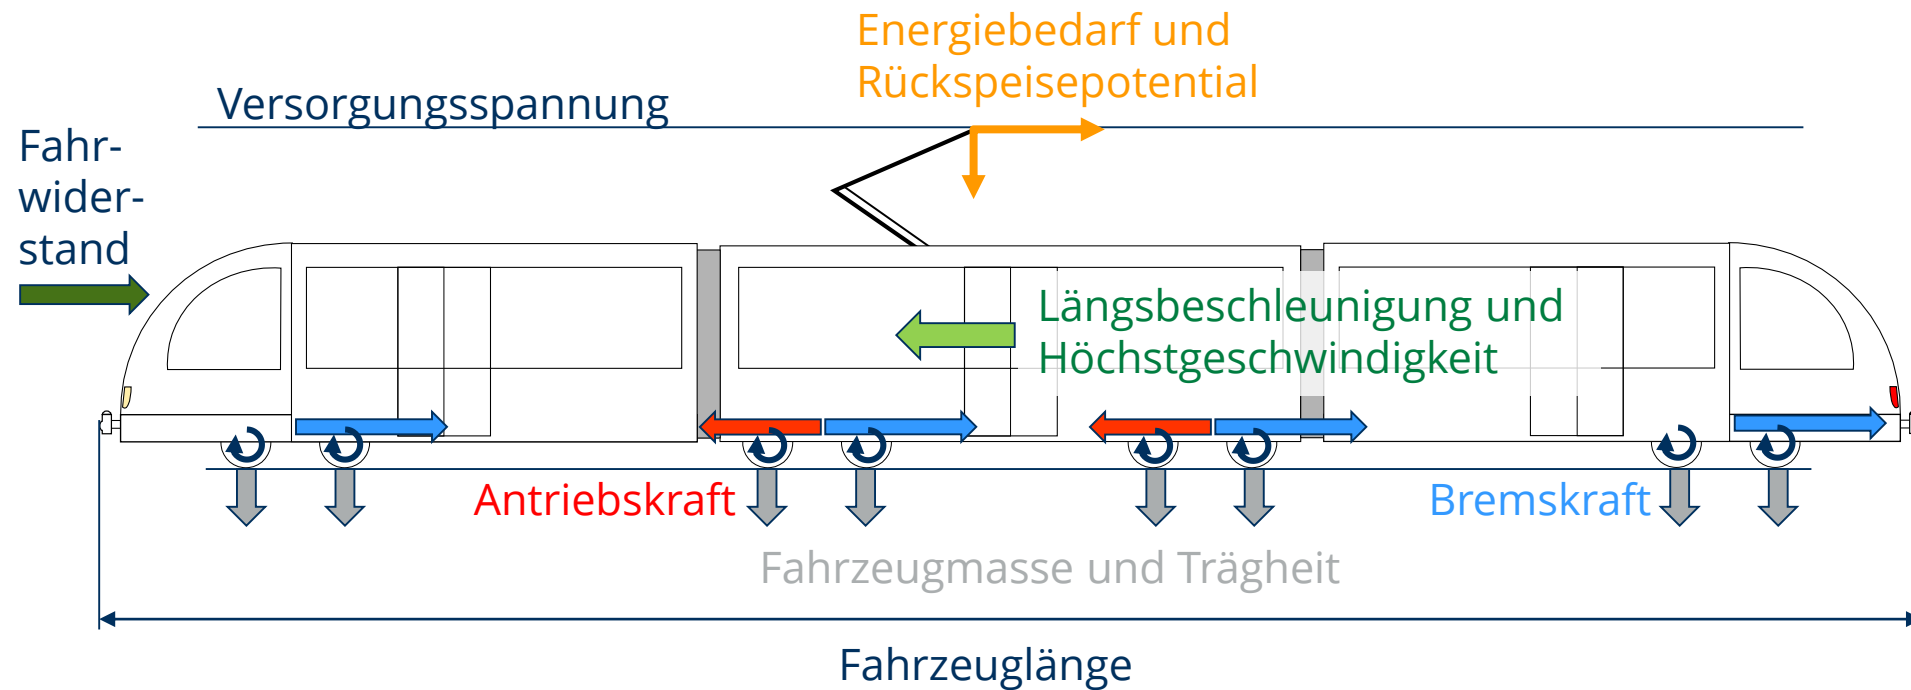 Energiebedarf und
Rückspeisepotential
Versorgungsspannung
Fahr-
wider-
stand
Längsbeschleunigung und
Höchstgeschwindigkeit
Antriebskraft
Bremskraft
Fahrzeugmasse und Trägheit
Fahrzeuglänge